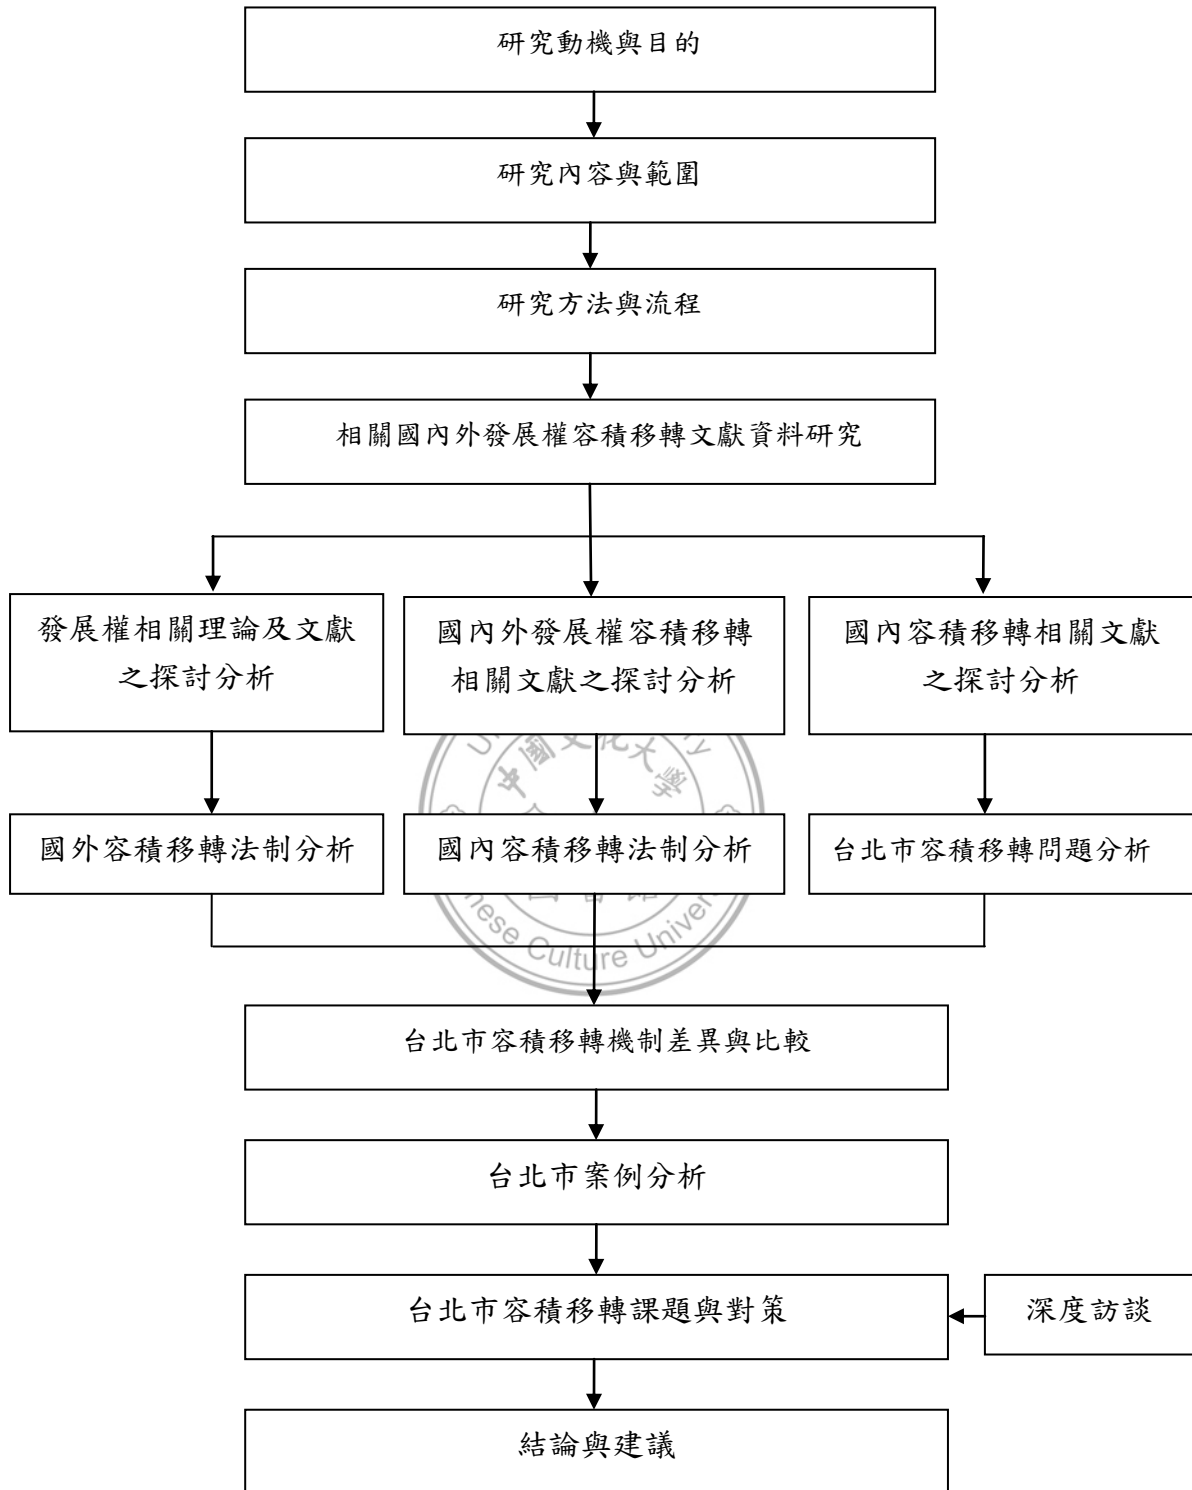 研究動機與目的
研究內容與範圍
研究方法與流程
相關國內外發展權容積移轉文獻資料研究
發展權相關理論及文獻
之探討分析
國內外發展權容積移轉
相關文獻之探討分析
國內容積移轉相關文獻
之探討分析
中國文化大學
國外容積移轉法制分析
國內容積移轉法制分析
台北市容積移轉問題分析
Culture
台北市容積移轉機制差異與比較
台北市案例分析
台北市容積移轉課題與對策
深度訪談
結論與建議